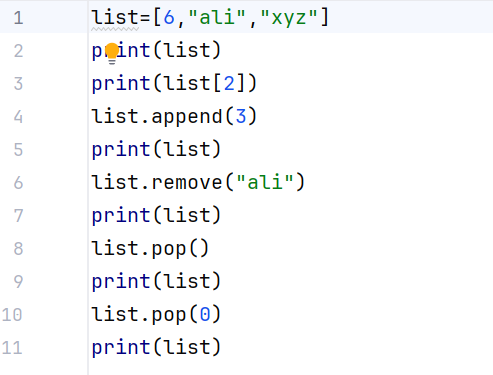 1 list=[6,"ali","xyz"]
2 print(list)
3 print(list[2])
4 list.append(3)
5 print(list)
6 list.remove("ali")
7 print(list)
8 list.pop()
9 print(list)
10 list.pop(0)
11 print(list)